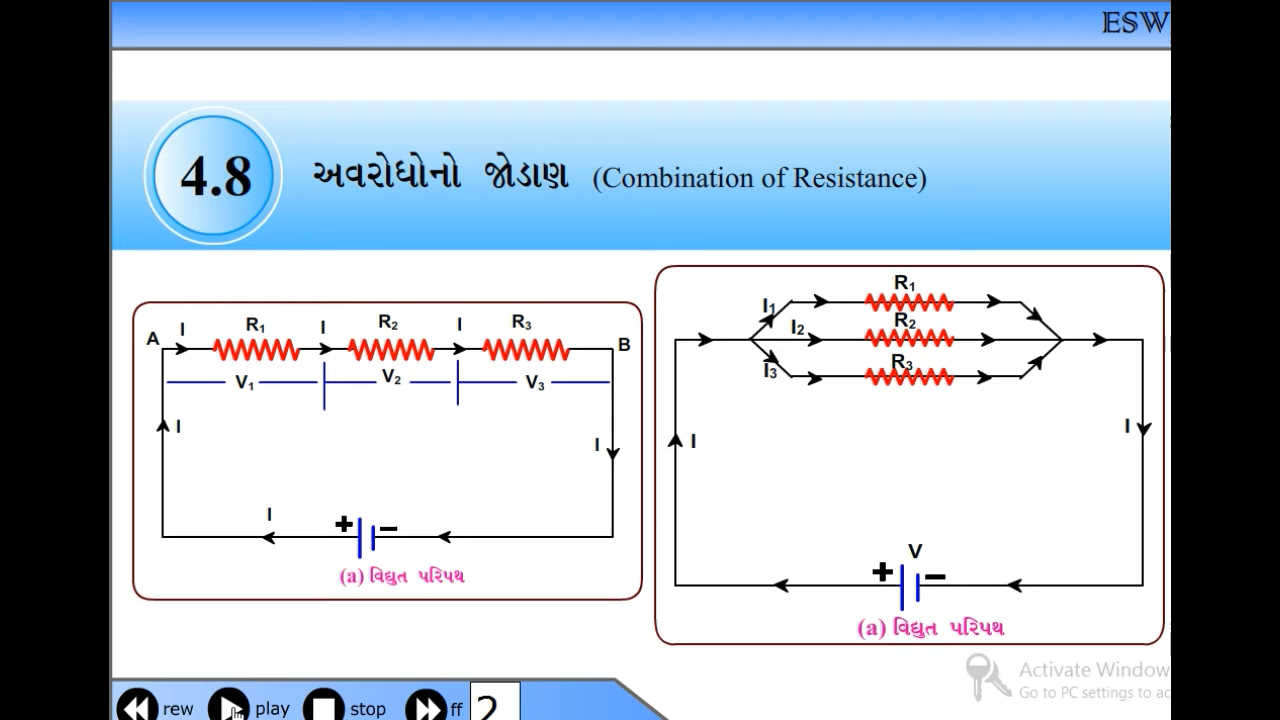 ESW
4.8
અવરોધોનો જોડાણ (Combination of Resistance)
A I R1 I R2 I R3 B
V1 V2 V3
I I
I
+ −
(a) વિદ્યુત પરિપથ
R1
I1
R2
I2
R3
I3
I I
V
+ −
(a) વિદ્યુત પરિપથ
Activate Window
Go to PC settings to ac
rew play stop ff 2